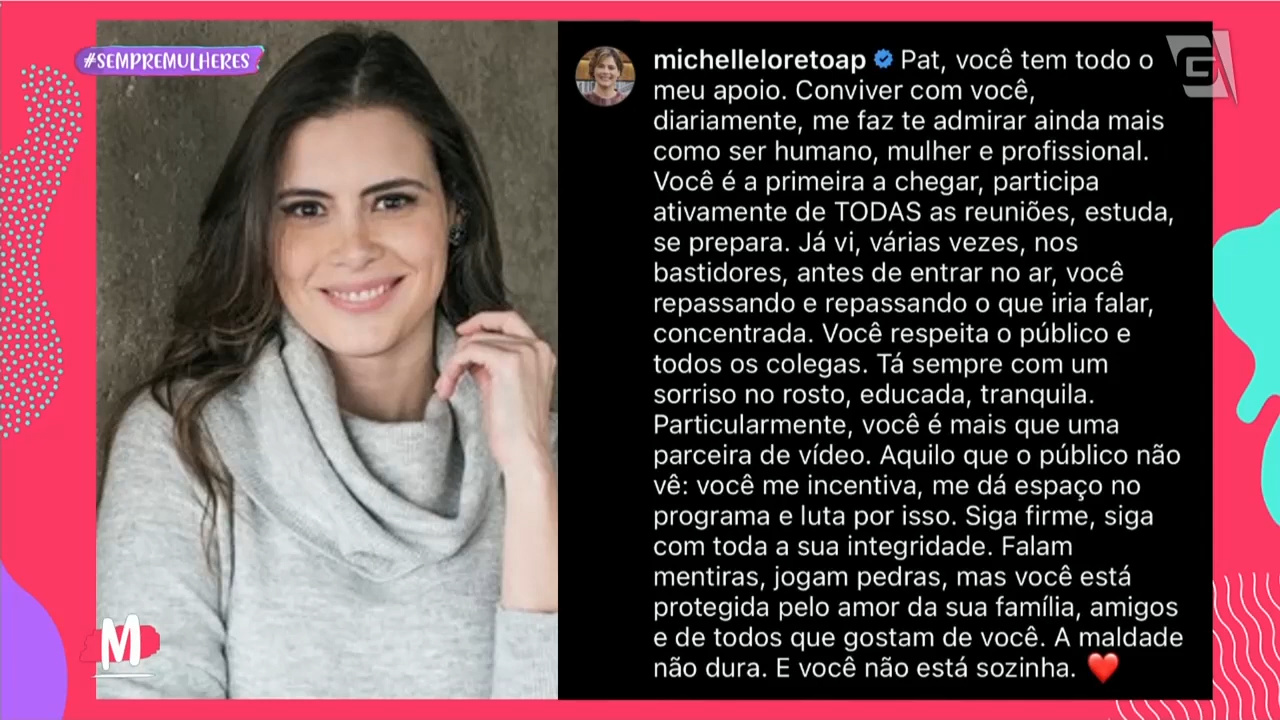 #SEMPREMULHERES
michelleloretoap Pat, você tem todo o
meu apoio. Conviver com você,
diariamente, me faz te admirar ainda mais
como ser humano, mulher e profissional.
Você é a primeira a chegar, participa
ativamente de TODAS as reuniões, estuda,
se prepara. Já vi, várias vezes, nos
bastidores, antes de entrar no ar, você
repassando e repassando o que iria falar,
concentrada. Você respeita o público e
todos os colegas. Tá sempre com um
sorriso no rosto, educada, tranquila.
Particularmente, você é mais que uma
parceira de vídeo. Aquilo que o público não
vê: você me incentiva, me dá espaço no
programa e luta por isso. Siga firme, siga
com toda a sua integridade. Falam
mentiras, jogam pedras, mas você está
protegida pelo amor da sua família, amigos
e de todos que gostam de você. A maldade
não dura. E você não está sozinha. ❤️
G
M